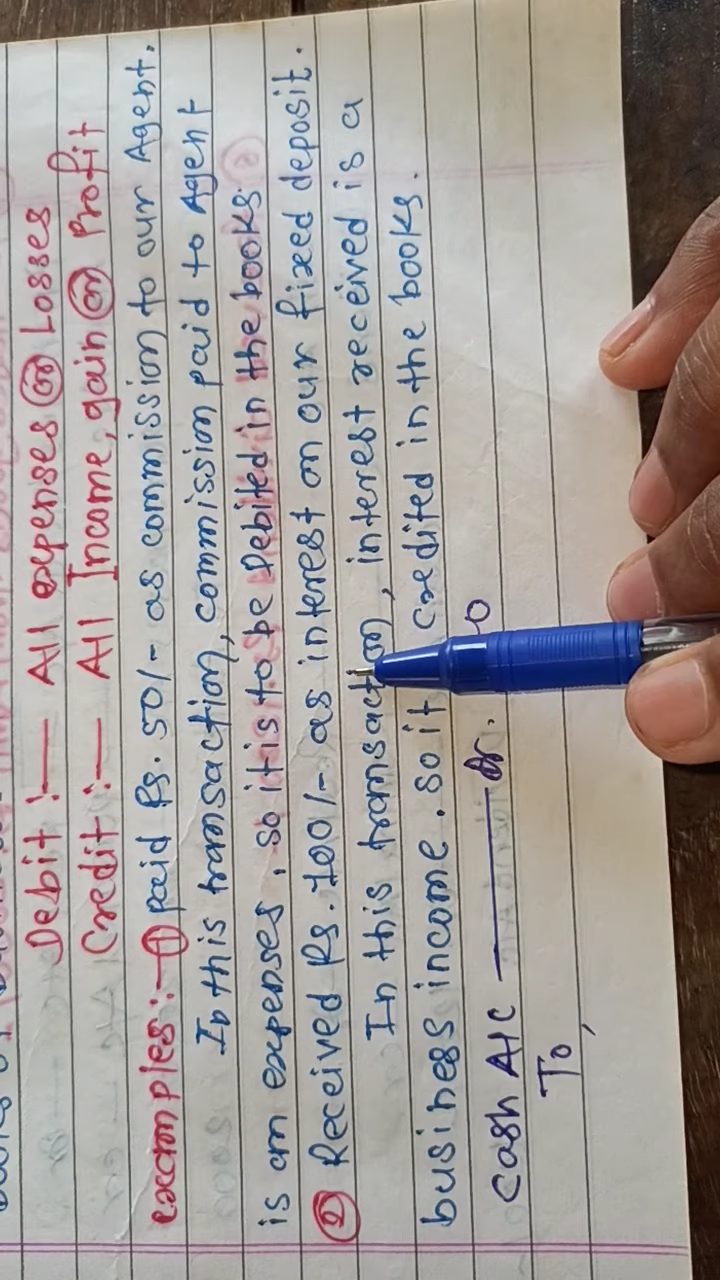 Debit :— All expenses or Losses
Credit :— All Income, gain or Profit
examples :— ① paid Rs. 50/- as commission to our Agent.
In this transaction, commission paid to Agent
is an expenses, so it is to be Debited in the books.
② Received Rs. 100/- as interest on our fixed deposit.
In this transaction, interest received is a
business income. so it credited in the books.
Cash A/C ——— Dr.
To,